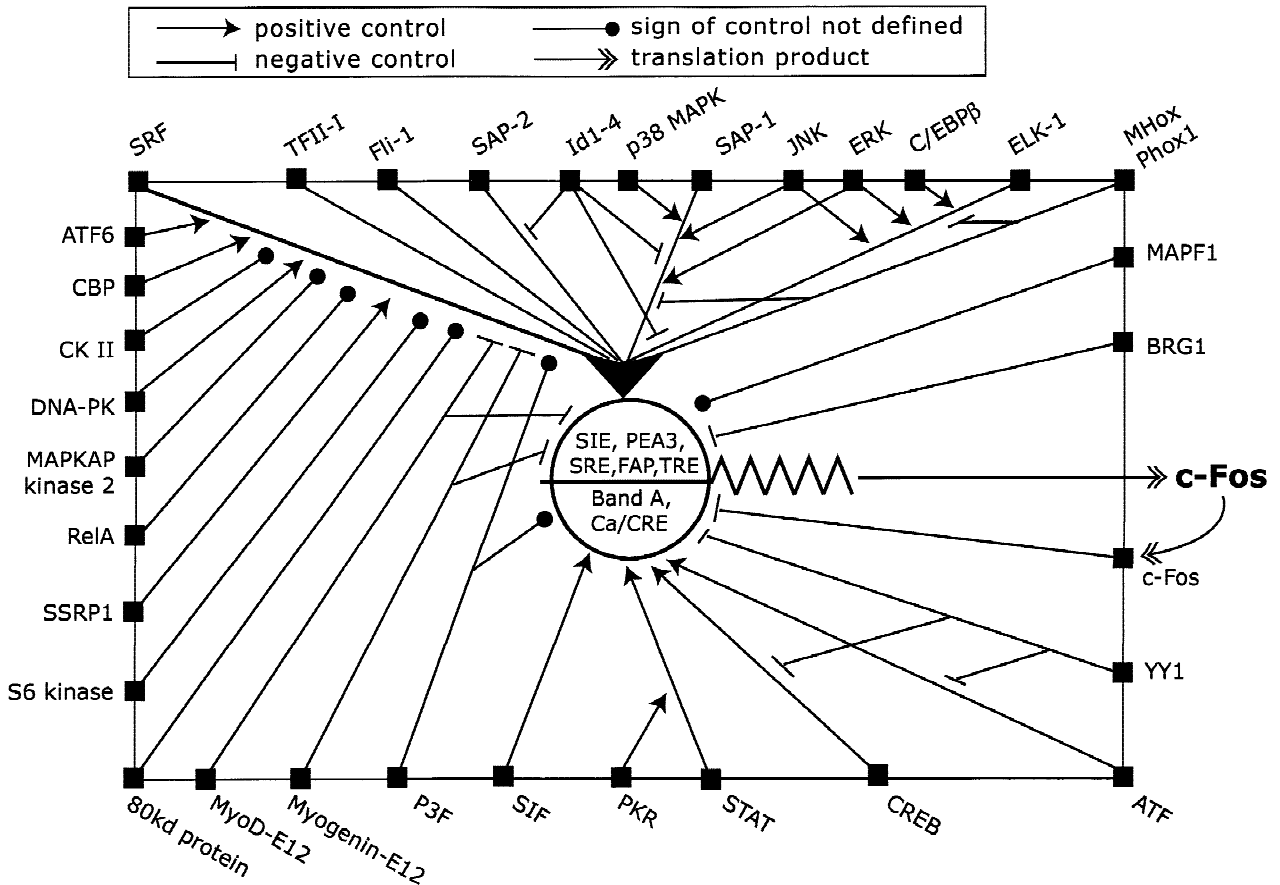 positive control
sign of control not defined
negative control
translation product
SRF
TFII-I
Fli-1
SAP-2
Id1-4
p38 MAPK
SAP-1
JNK
ERK
C/EBPβ
ELK-1
MHox
Phox1
ATF6
CBP
CK II
DNA-PK
MAPKAP
kinase 2
RelA
SSRP1
S6 kinase
MAPF1
BRG1
SIE, PEA3,
SRE,FAP,TRE
Band A,
Ca/CRE
c-Fos
c-Fos
YY1
80kd protein
MyoD-E12
Myogenin-E12
P3F
SIF
PKR
STAT
CREB
ATF